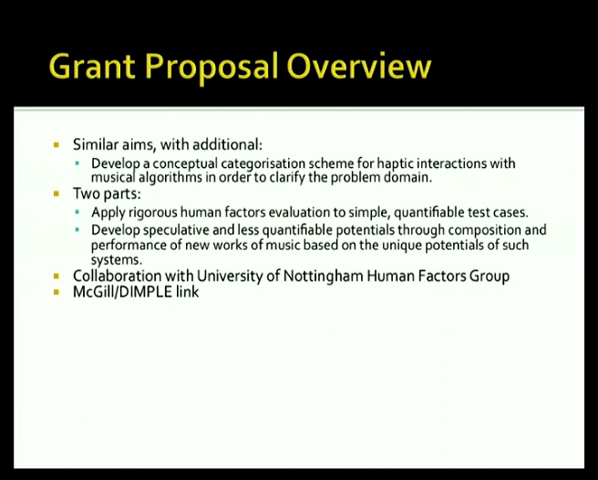 Grant Proposal Overview
Similar aims, with additional:
Develop a conceptual categorisation scheme for haptic interactions with
musical algorithms in order to clarify the problem domain.
Two parts:
Apply rigorous human factors evaluation to simple, quantifiable test cases.
Develop speculative and less quantifiable potentials through composition and
performance of new works of music based on the unique potentials of such
systems.
Collaboration with University of Nottingham Human Factors Group
McGill/DIMPLE link